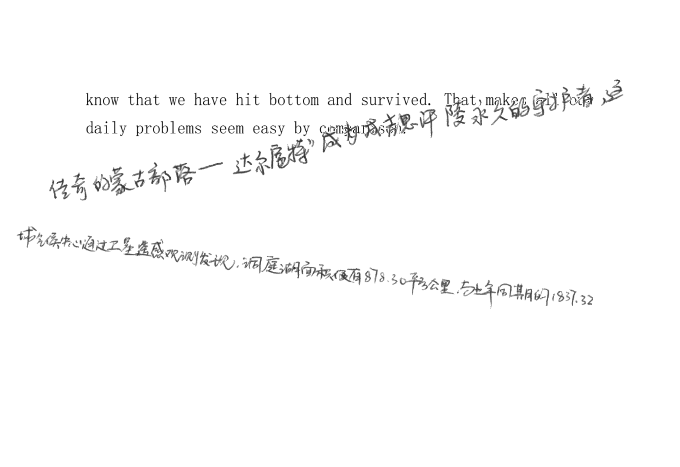 know that we have hit bottom and survived. That makes all our
daily problems seem easy by comparison.
传奇的蒙古部落一达尔扈特"成为成吉思汗陵永久的守护者,这
域气候中心通过卫星遥感观测发现,洞庭湖面积仅有878.30平方公里,与上年同期的1837.32